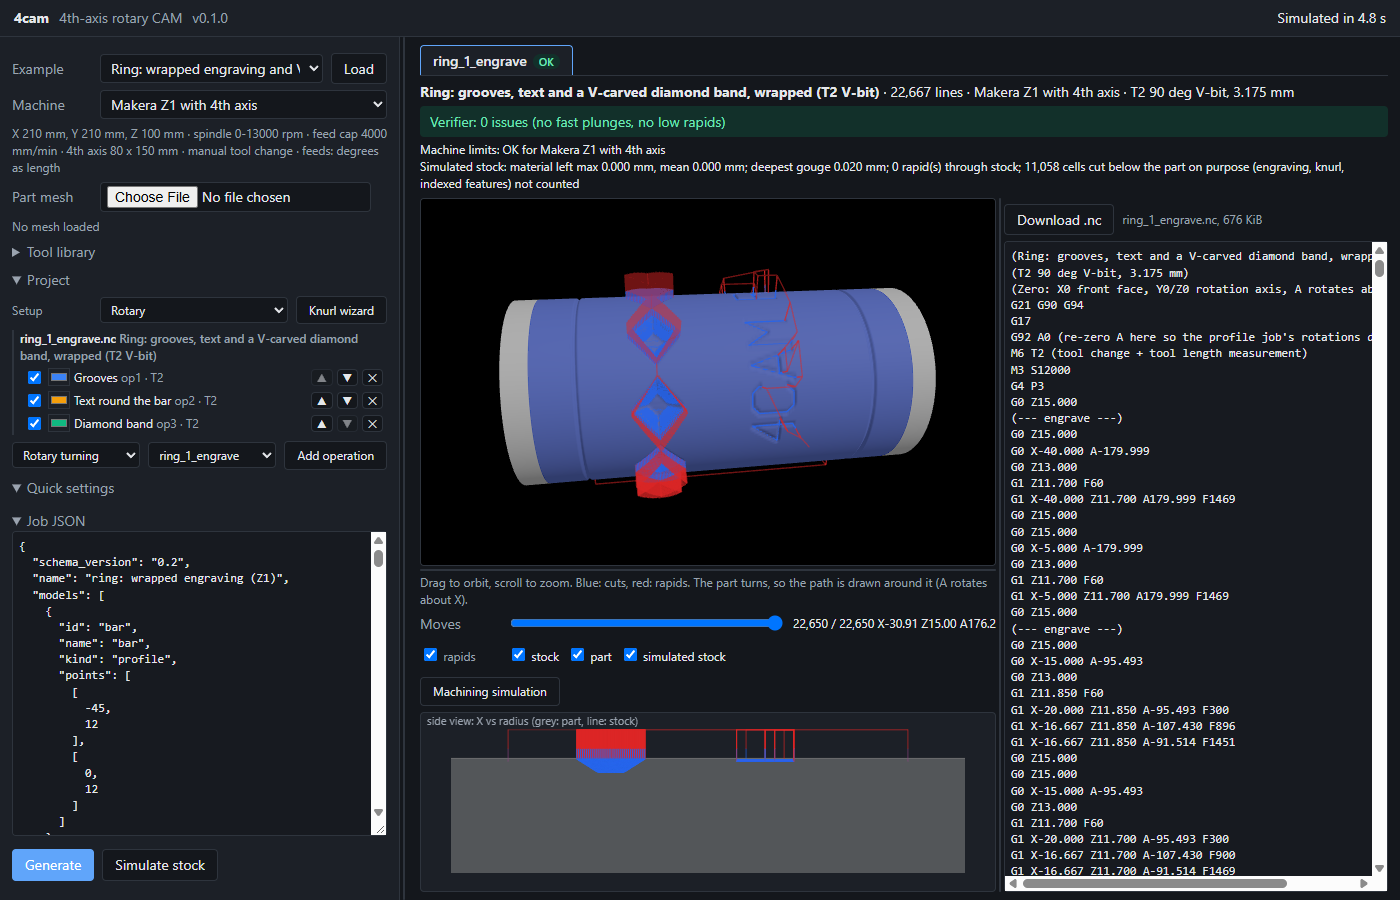 4cam 4th-axis rotary CAM v0.1.0
Simulated in 4.8 s
Example
Ring: wrapped engraving and V
Load
Machine
Makera Z1 with 4th axis
X 210 mm, Y 210 mm, Z 100 mm · spindle 0-13000 rpm · feed cap 4000
mm/min · 4th axis 80 x 150 mm · manual tool change · feeds: degrees
as length
Part mesh
Choose File No file chosen
No mesh loaded
Tool library
Project
Setup
Rotary
Knurl wizard
ring_1_engrave.nc Ring: grooves, text and a V-carved diamond
band, wrapped (T2 V-bit)
Grooves op1 · T2
Text round the bar op2 · T2
Diamond band op3 · T2
Rotary turning
ring_1_engrave
Add operation
Quick settings
Job JSON
{
"schema_version": "0.2",
"name": "ring: wrapped engraving (Z1)",
"models": [
{
"id": "bar",
"name": "bar",
"kind": "profile",
"points": [
[
-45,
12
],
[
0,
12
]
]
Generate
Simulate stock
ring_1_engrave OK
Ring: grooves, text and a V-carved diamond band, wrapped (T2 V-bit) · 22,667 lines · Makera Z1 with 4th axis · T2 90 deg V-bit, 3.175 mm
Verifier: 0 issues (no fast plunges, no low rapids)
Machine limits: OK for Makera Z1 with 4th axis
Simulated stock: material left max 0.000 mm, mean 0.000 mm; deepest gouge 0.020 mm; 0 rapid(s) through stock; 11,058 cells cut below the part on purpose (engraving, knurl,
indexed features) not counted
4CAM
Drag to orbit, scroll to zoom. Blue: cuts, red: rapids. The part turns, so the path is drawn around it (A rotates
about X).
Moves
22,650 / 22,650 X-30.91 Z15.00 A176.2
rapids
stock
part
simulated stock
Machining simulation
side view: X vs radius (grey: part, line: stock)
Download .nc
ring_1_engrave.nc, 676 KiB
(Ring: grooves, text and a V-carved diamond band, wrapp
(T2 90 deg V-bit, 3.175 mm)
(Zero: X0 front face, Y0/Z0 rotation axis, A rotates ab
G21 G90 G94
G17
G92 A0 (re-zero A here so the profile job's rotations d
M6 T2 (tool change + tool length measurement)
M3 S12000
G4 P3
G0 Z15.000
(--- engrave ---)
G0 Z15.000
G0 X-40.000 A-179.999
G0 Z13.000
G1 Z11.700 F60
G1 X-40.000 Z11.700 A179.999 F1469
G0 Z15.000
G0 Z15.000
G0 X-5.000 A-179.999
G0 Z13.000
G1 Z11.700 F60
G1 X-5.000 Z11.700 A179.999 F1469
G0 Z15.000
(--- engrave ---)
G0 Z15.000
G0 X-15.000 A-95.493
G0 Z13.000
G1 Z11.850 F60
G1 X-20.000 Z11.850 A-95.493 F300
G1 X-16.667 Z11.850 A-107.430 F896
G1 X-16.667 Z11.850 A-91.514 F1451
G0 Z15.000
G0 Z15.000
G0 X-15.000 A-95.493
G0 Z13.000
G1 Z11.700 F60
G1 X-20.000 Z11.700 A-95.493 F300
G1 X-16.667 Z11.700 A-107.430 F900
G1 X-16.667 Z11.700 A-91.514 F1469